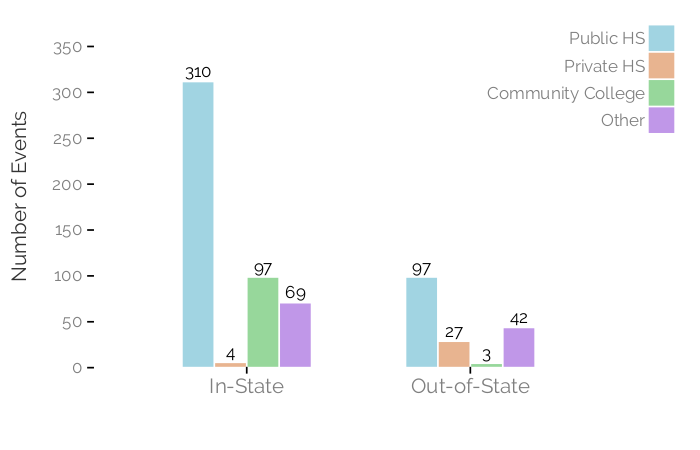 Number of Events
350
300
250
200
150
100
50
0
Public HS
Private HS
Community College
Other
310
4
97
69
97
27
3
42
In-State
Out-of-State